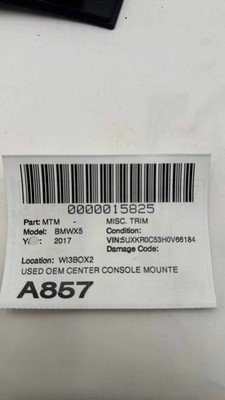 0000015825
Part: MTM - MISC. TRIM
Model: BMWX5 Condition:
2017 VIN:5UXKR0C53H0V66184
Damage Code:
Location: WI3BOX2
USED OEM CENTER CONSOLE MOUNTE
A857